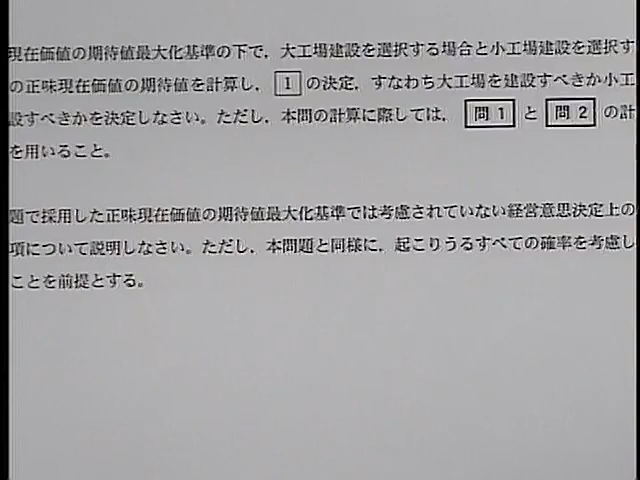 現在価値の期待値最大化基準の下で，大工場建設を選択する場合と小工場建設を選択す
の正味現在価値の期待値を計算し， 1 の決定，すなわち大工場を建設すべきか小工
設すべきかを決定しなさい。ただし，本問の計算に際しては， 問 1 と 問 2 の計
を用いること。
題で採用した正味現在価値の期待値最大化基準では考慮されていない経営意思決定上の
項について説明しなさい。ただし，本問題と同様に，起こりうるすべての確率を考慮し
ことを前提とする。